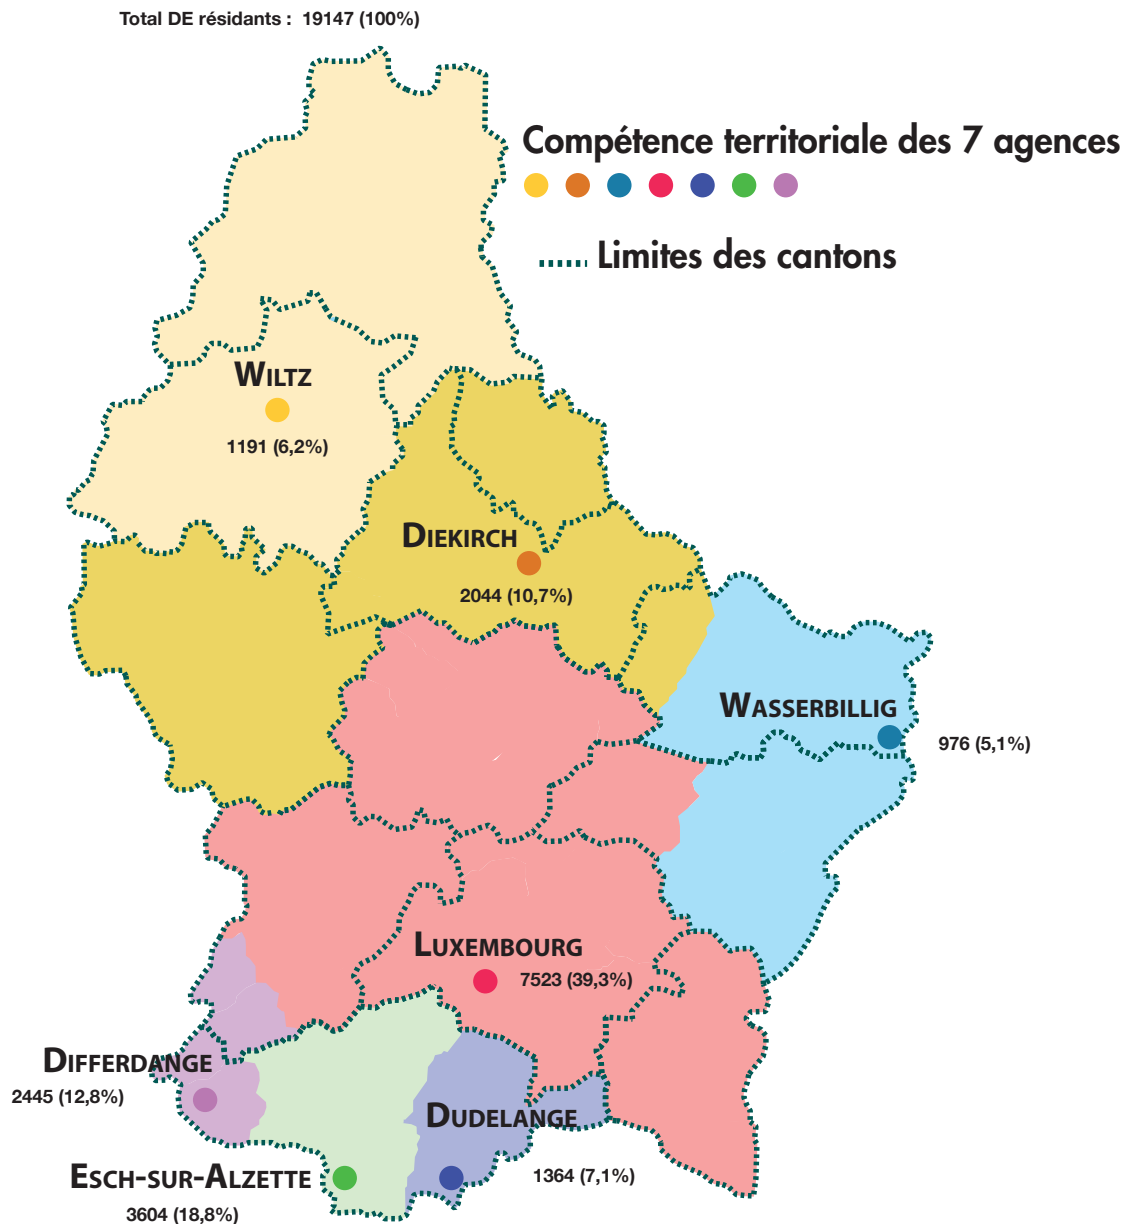 Total DE résidants : 19147 (100%)
Compétence territoriale des 7 agences
Limites des cantons
WILTZ
1191 (6,2%)
DIEKIRCH
2044 (10,7%)
WASSERBILLIG
976 (5,1%)
LUXEMBOURG
7523 (39,3%)
DIFFERDANGE
2445 (12,8%)
DUDELANGE
1364 (7,1%)
ESCH-SUR-ALZETTE
3604 (18,8%)